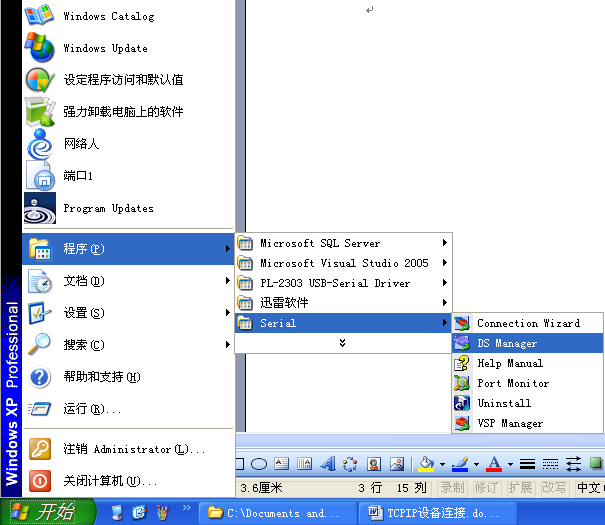 Windows Catalog
Windows Update
设定程序访问和默认值
强力卸载电脑上的软件
网络人
端口1
Program Updates
程序(P)
文档(D)
设置(S)
搜索(C)
帮助和支持(H)
运行(R)...
注销 Administrator(L)...
关闭计算机(U)...
Windows XP Professional
Microsoft SQL Server
Microsoft Visual Studio 2005
PL-2303 USB-Serial Driver
迅雷软件
Serial
Connection Wizard
DS Manager
Help Manual
Port Monitor
Uninstall
VSP Manager
3.6厘米 3 行 15 列 录制 修订 扩展 改写 中文
开始
C:\Documents and...
TCPIP设备连接.do...